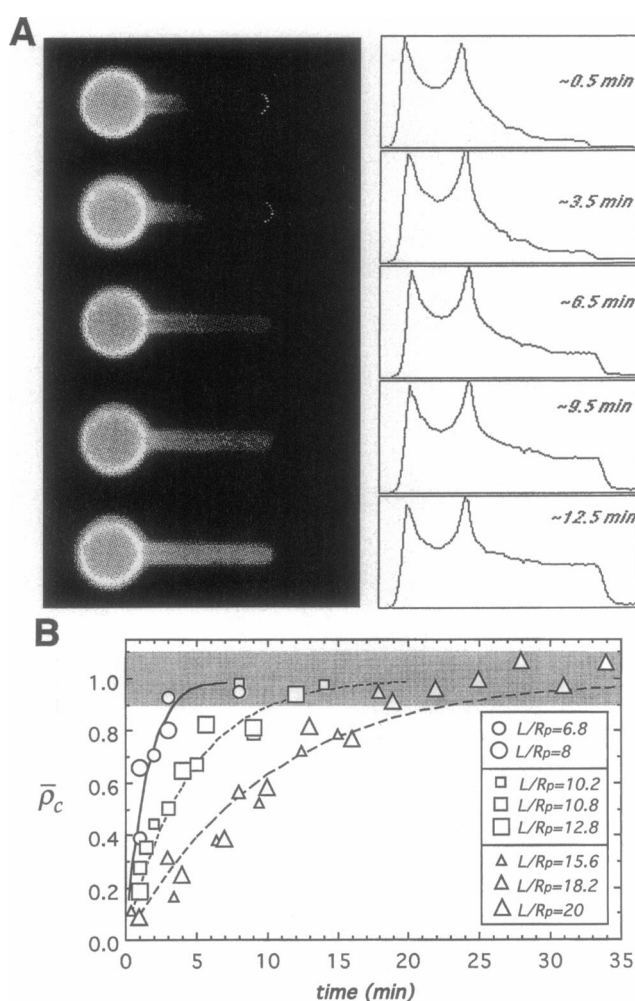 A
~0.5 min
~3.5 min
~6.5 min
~9.5 min
~12.5 min
B
1.0
0.8
0.6
0.4
0.2
0.0
ρ̅c
L/Rp=6.8
L/Rp=8
L/Rp=10.2
L/Rp=10.8
L/Rp=12.8
L/Rp=15.6
L/Rp=18.2
L/Rp=20
0 5 10 15 20 25 30 35
time (min)